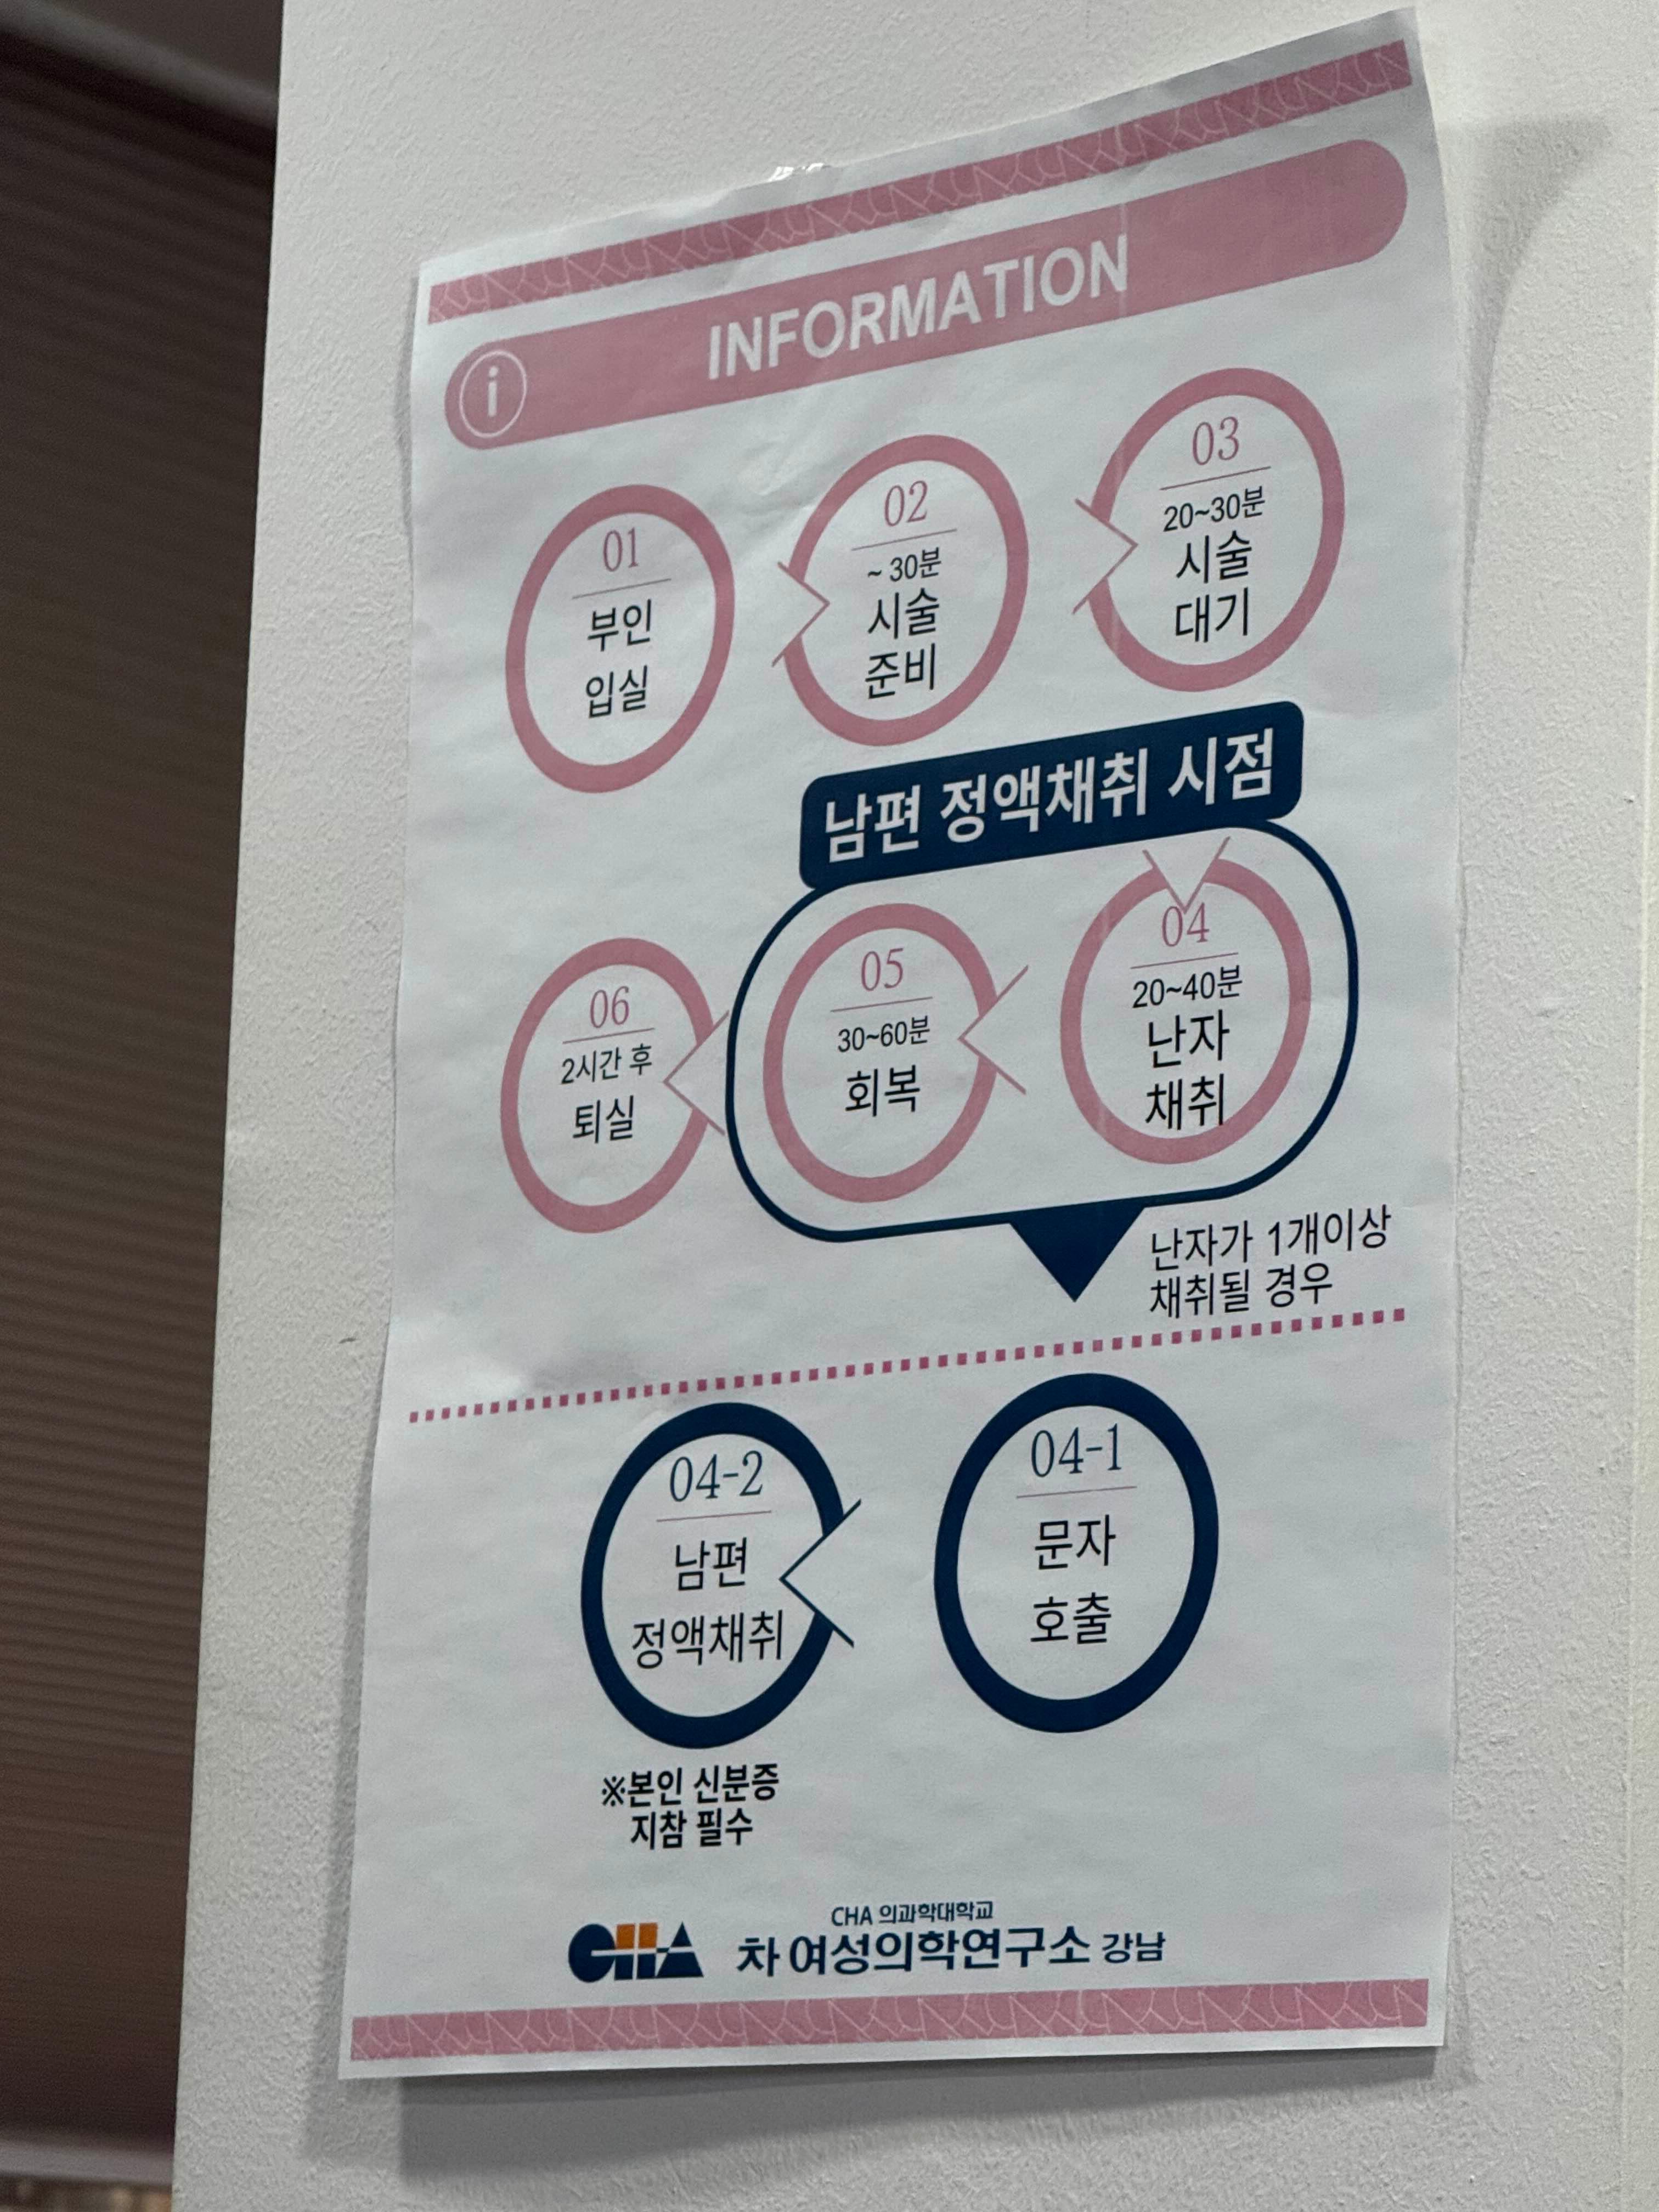 i
INFORMATION
01
부인
입실
02
~ 30분
시술
준비
03
20~30분
시술
대기
남편 정액채취 시점
04
20~40분
난자
채취
05
30~60분
회복
06
2시간 후
퇴실
난자가 1개이상
채취될 경우
04-1
문자
호출
04-2
남편
정액채취
※본인 신분증
지참 필수
CHA
CHA 의과학대학교
차 여성의학연구소 강남